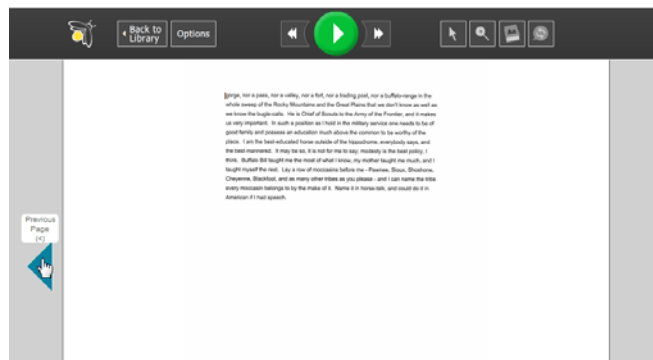 Back to
Library
Options
gorge, nor a pass, nor a valley, nor a fort, nor a trading post, nor a buffalo-range in the
whole sweep of the Rocky Mountains and the Great Plains that we don't know as well as
we know the bugle-calls. He is Chief of Scouts to the Army of the Frontier, and it makes
us very important. In such a position as I hold in the military service one needs to be of
good family and possess an education much above the common to be worthy of the
place. I am the best-educated horse outside of the hippodrome, everybody says, and
the best-mannered. It may be so, it is not for me to say; modesty is the best policy, I
think. Buffalo Bill taught me the most of what I know, my mother taught me much, and I
taught myself the rest. Lay a row of moccasins before me - Pawnee, Sioux, Shoshone,
Cheyenne, Blackfoot, and as many other tribes as you please - and I can name the tribe
every moccasin belongs to by the make of it. Name it in horse-talk, and could do it in
American if I had speech.
Previous
Page
(<)